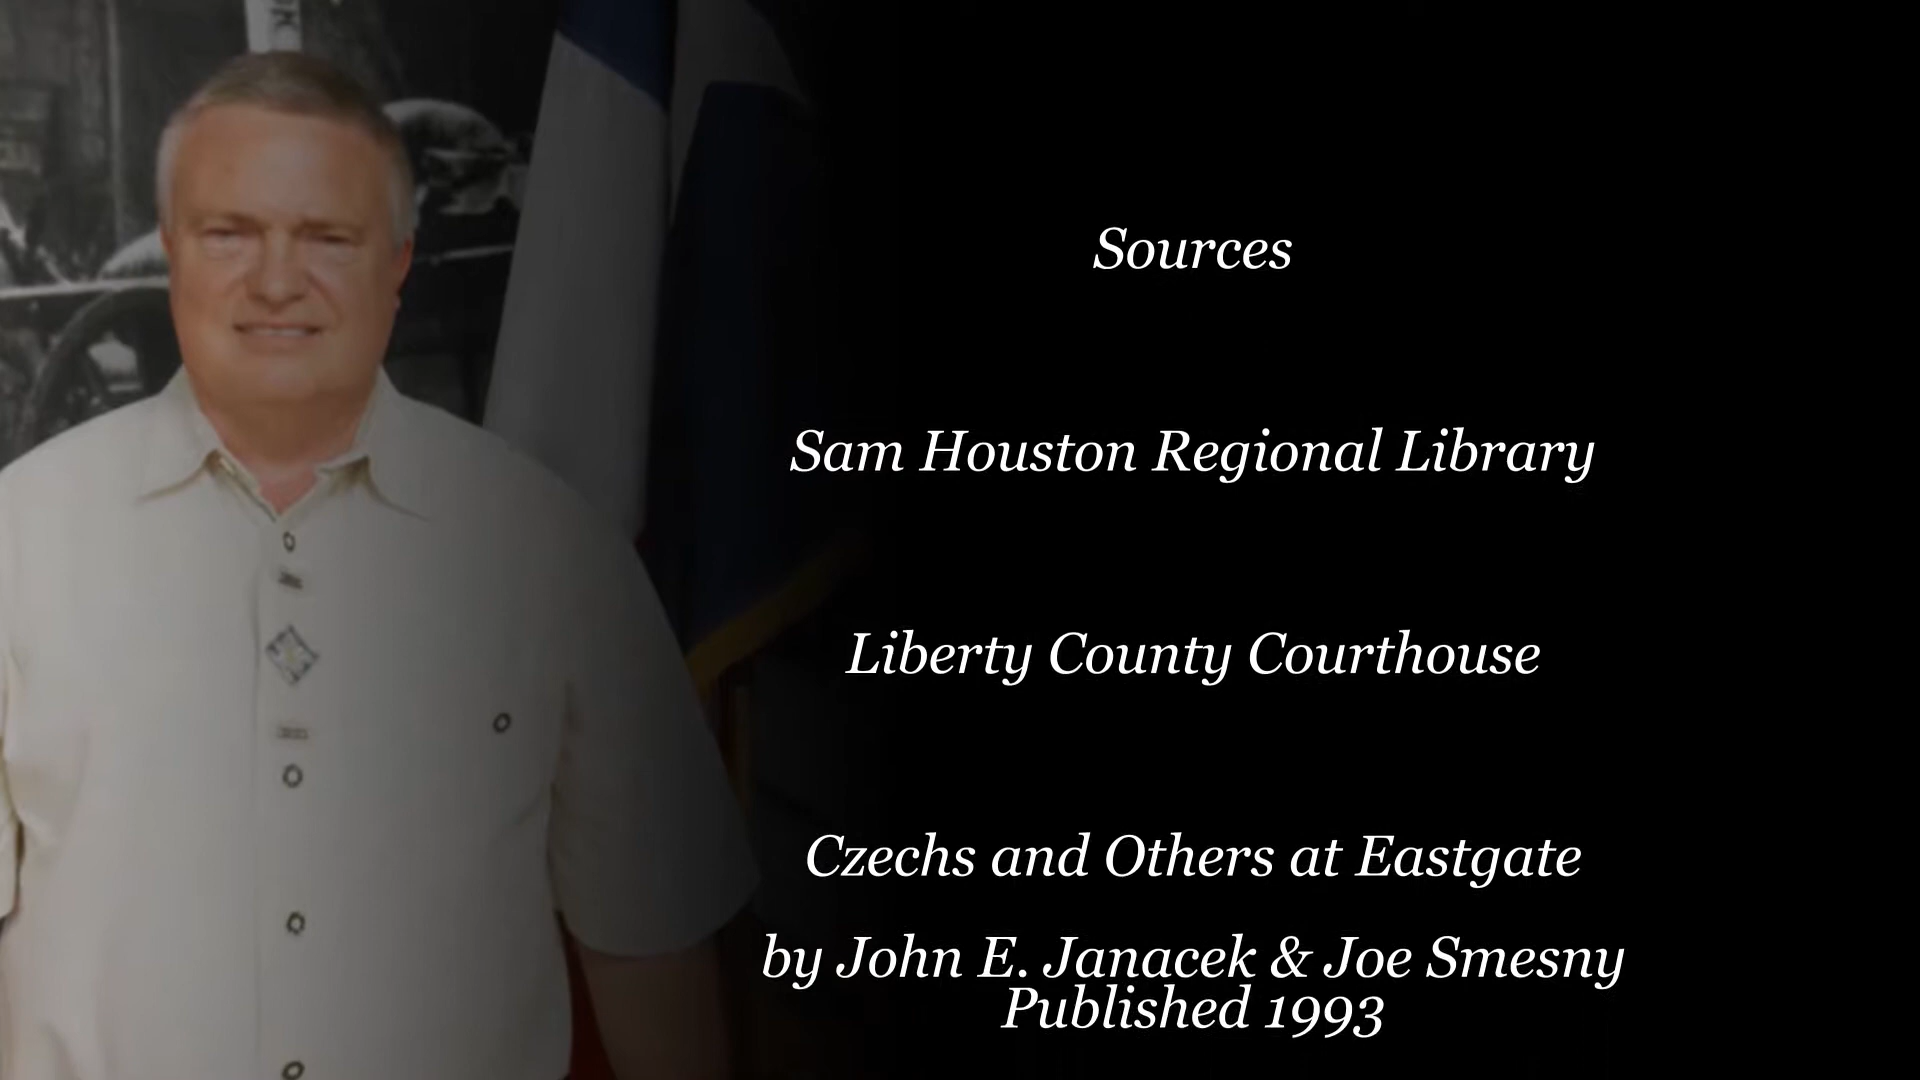 Sources
Sam Houston Regional Library
Liberty County Courthouse
Czechs and Others at Eastgate
by John E. Janacek & Joe Smesny
Published 1993